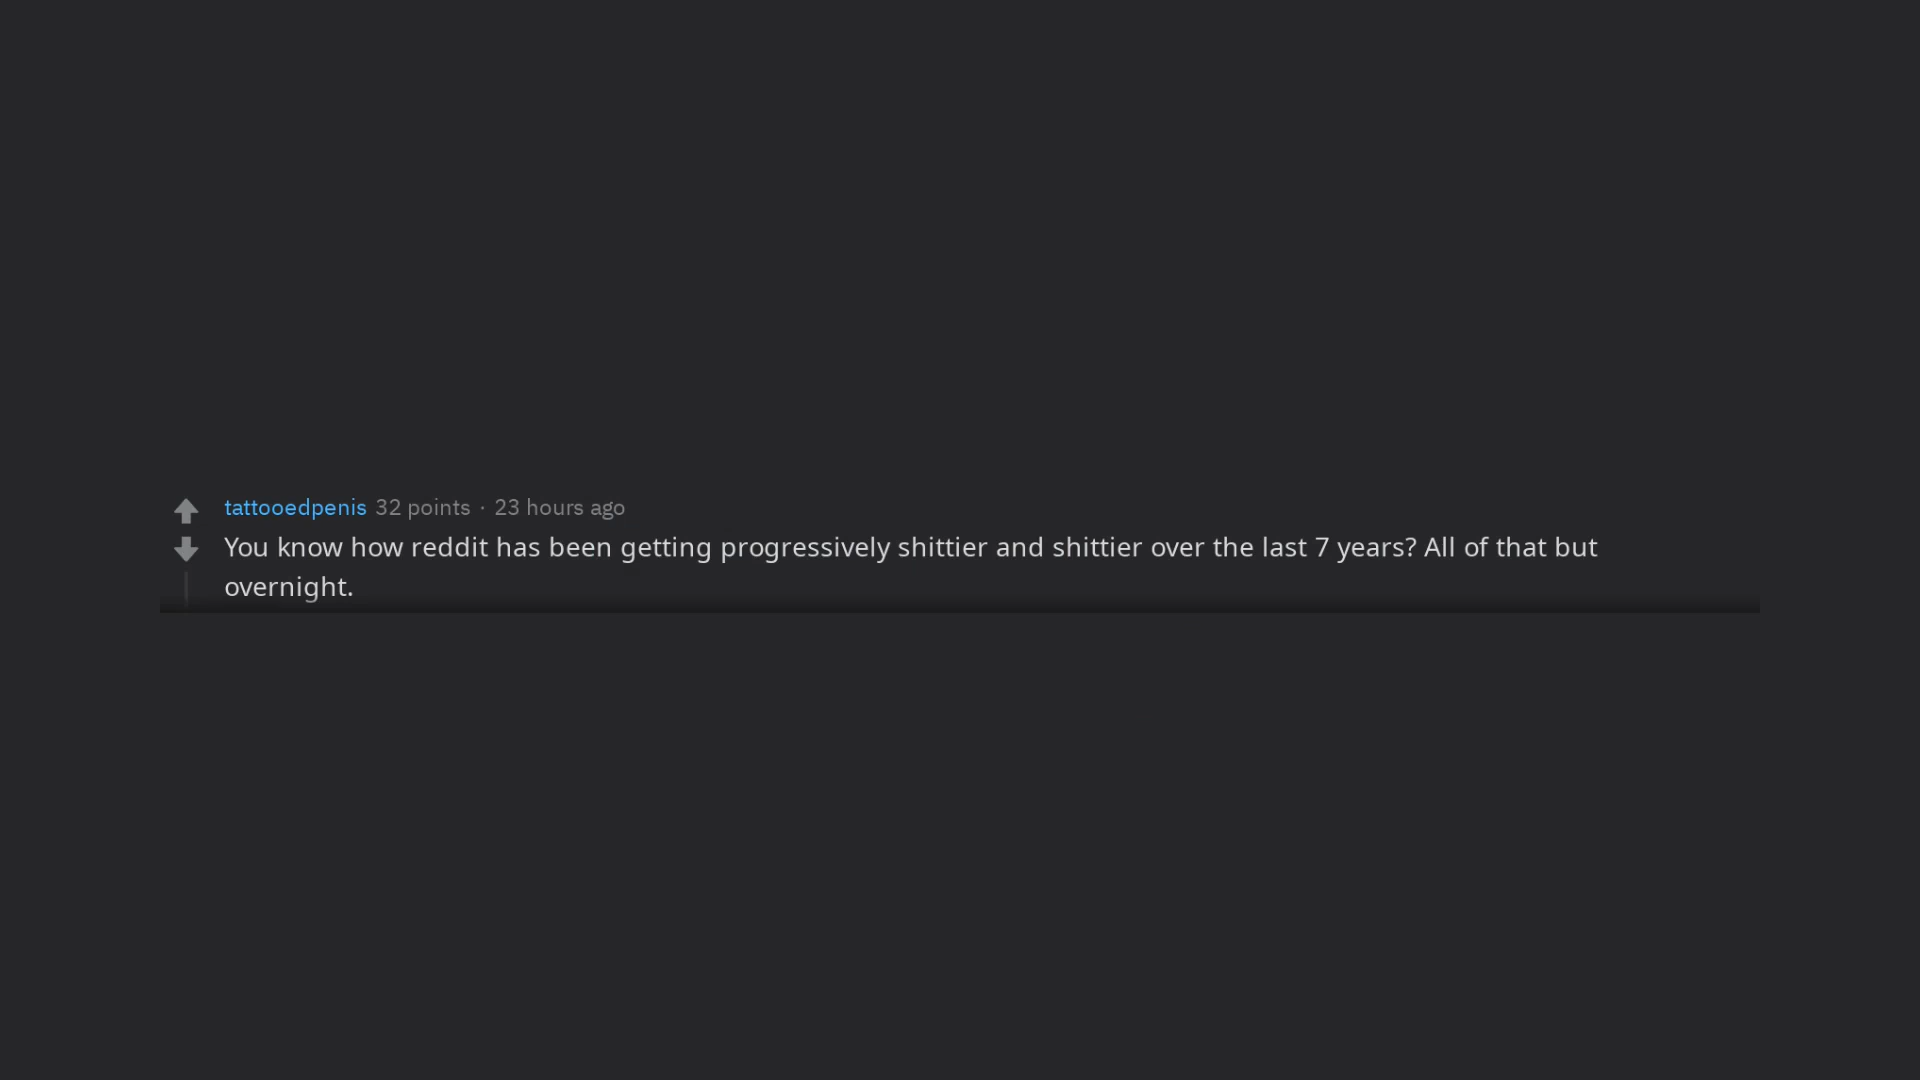 tattooedpenis 32 points · 23 hours ago
You know how reddit has been getting progressively shittier and shittier over the last 7 years? All of that but
overnight.